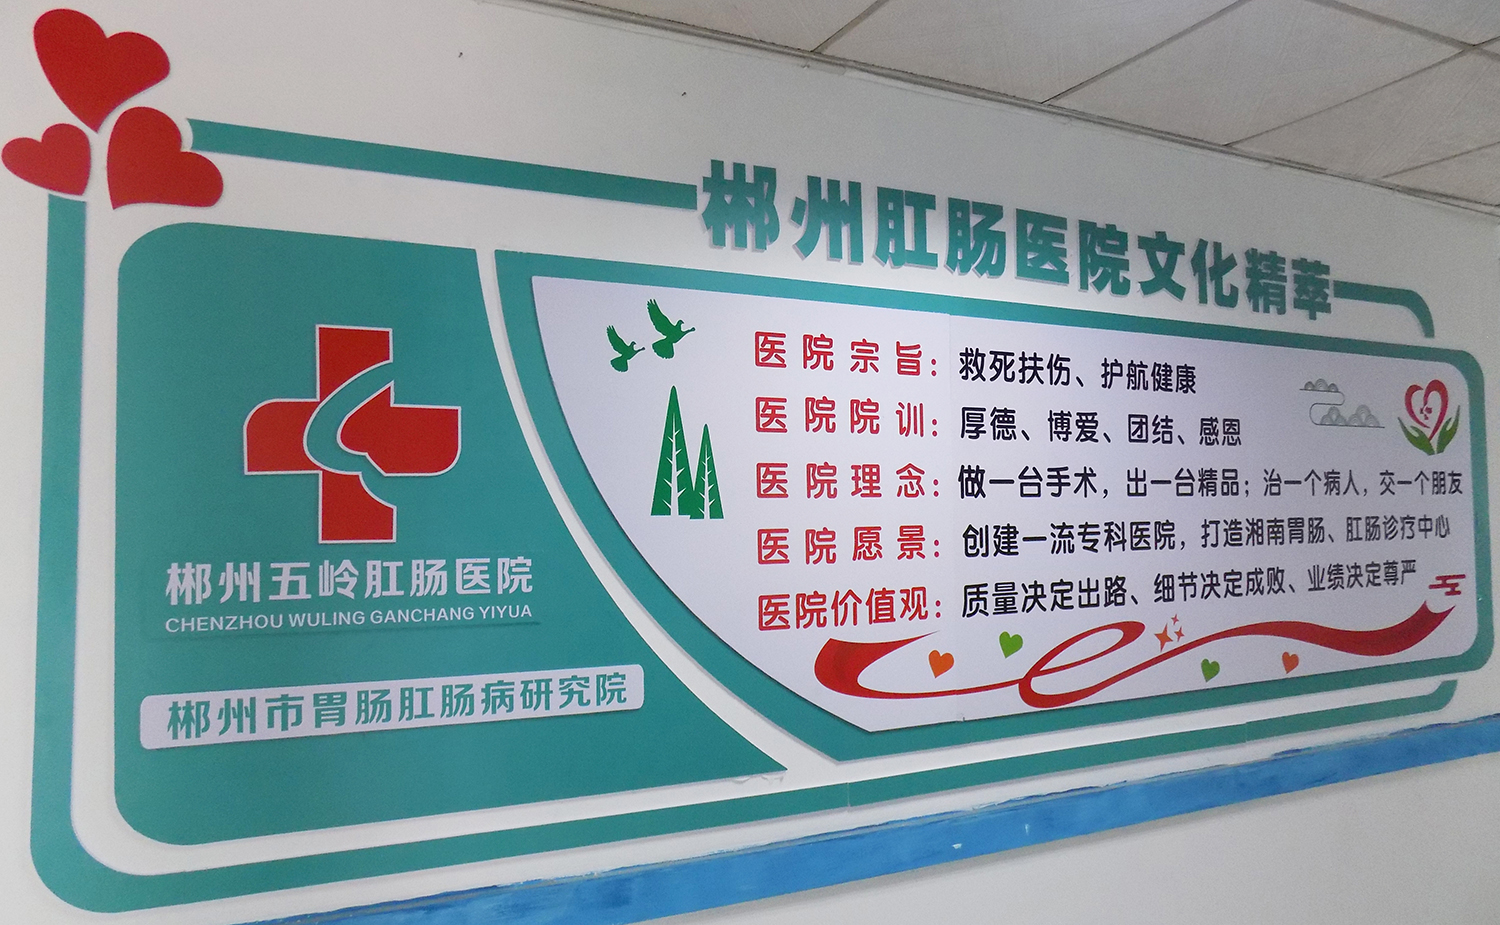 郴州肛肠医院文化精萃
郴州五岭肛肠医院
CHENZHOU WULING GANCHANG YIYUA
郴州市胃肠肛肠病研究院
医院宗旨：救死扶伤、护航健康
医院院训：厚德、博爱、团结、感恩
医院理念：做一台手术，出一台精品；治一个病人，交一个朋友
医院愿景：创建一流专科医院，打造湘南胃肠、肛肠诊疗中心
医院价值观：质量决定出路、细节决定成败、业绩决定尊严